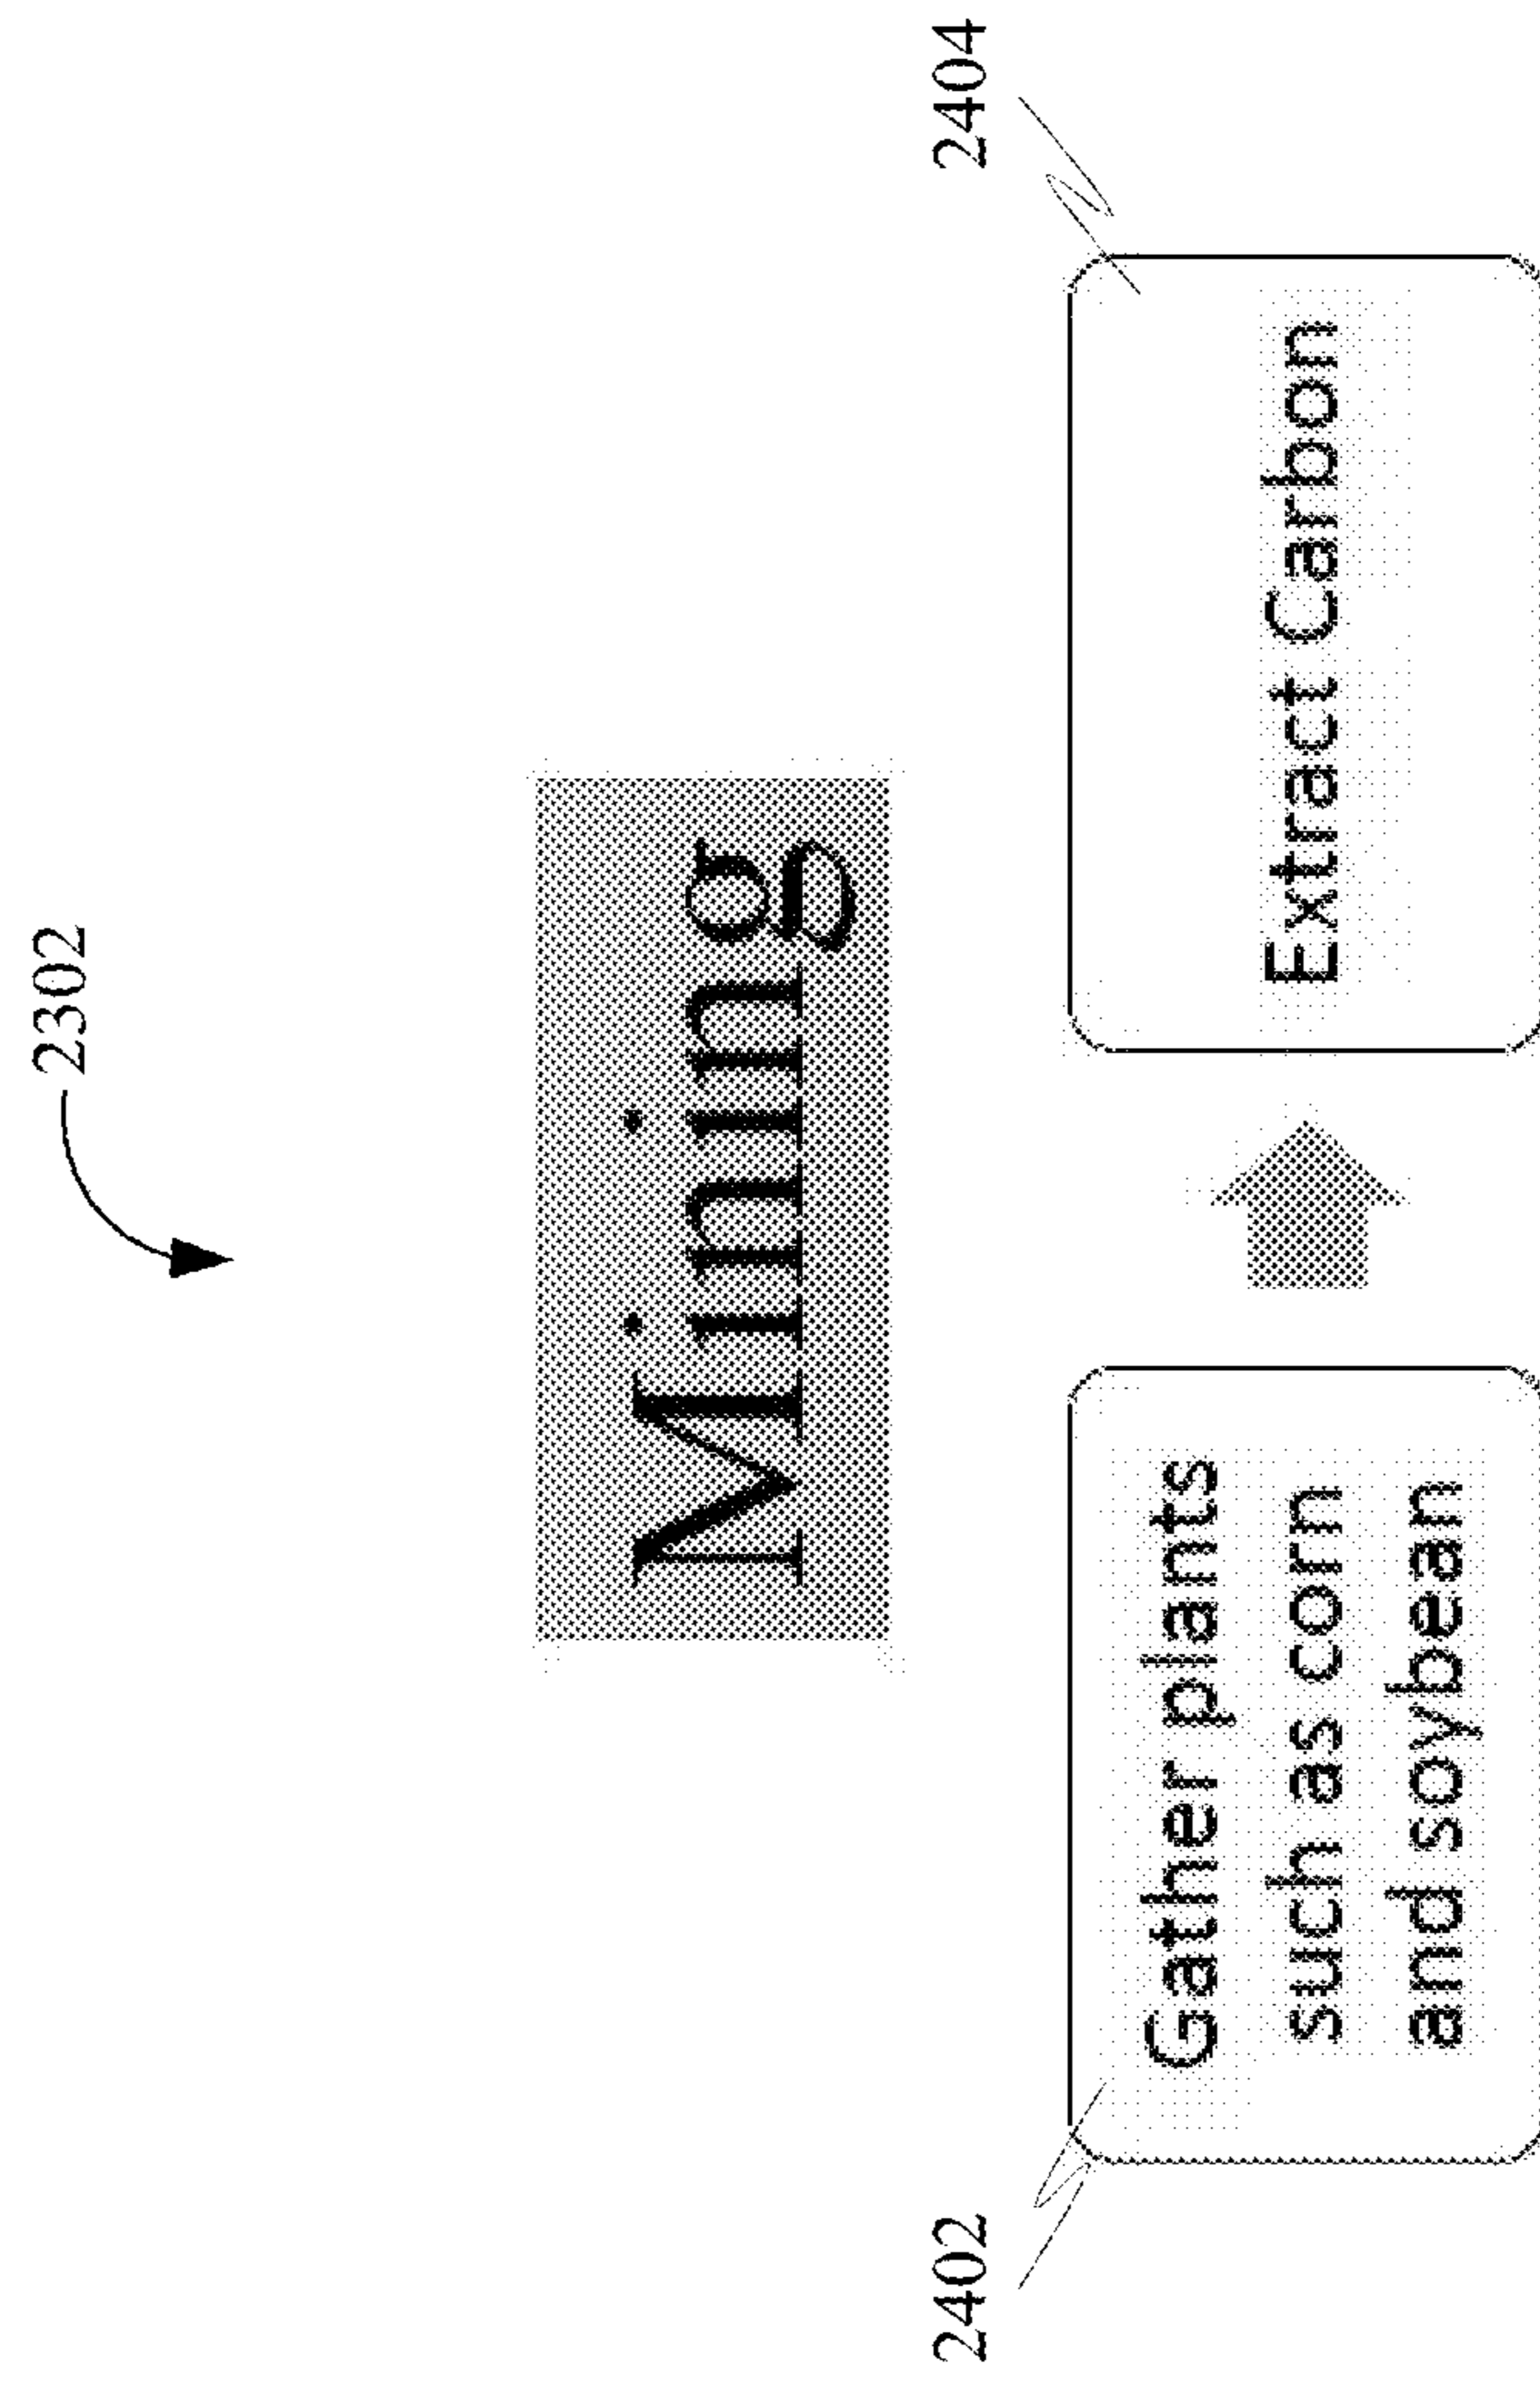 2302
Mining
2402
2404
Gather plants
such as corn
and soybean
Extract Carbon